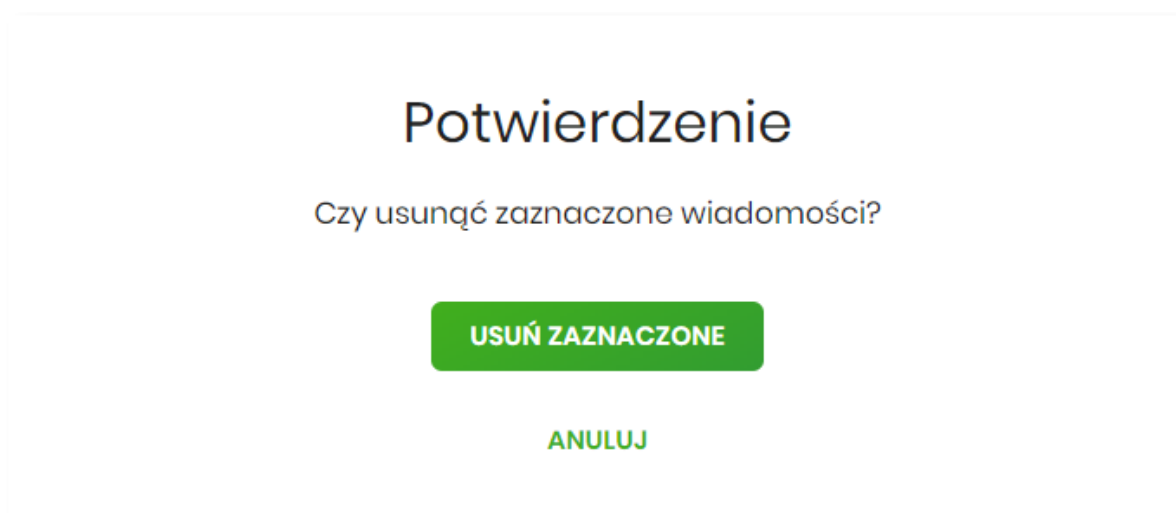 Potwierdzenie
Czy usunąć zaznaczone wiadomości?
USUŃ ZAZNACZONE
ANULUJ